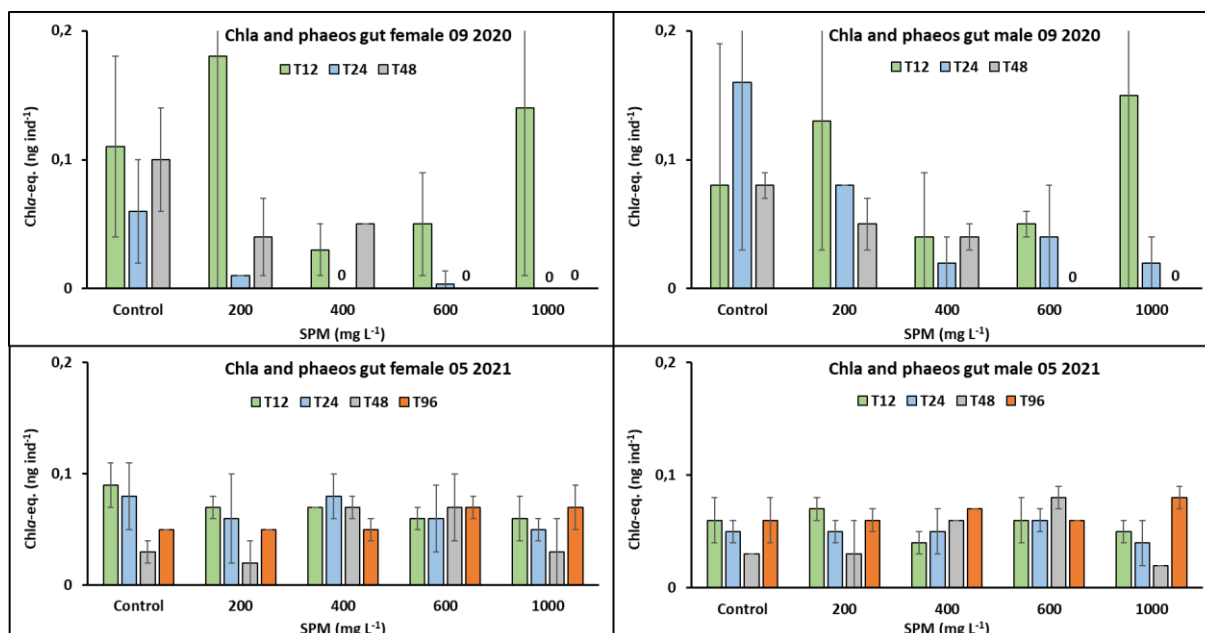 Chla and phaeos gut female 09 2020
T12 T24 T48
0,2
0,1
0
Chla-eq. (ng ind⁻¹)
0 0 0 0
Control 200 400 600 1000
SPM (mg L⁻¹)
Chla and phaeos gut male 09 2020
T12 T24 T48
0,2
0,1
0
Chla-eq. (ng ind⁻¹)
0 0
Control 200 400 600 1000
SPM (mg L⁻¹)
Chla and phaeos gut female 05 2021
T12 T24 T48 T96
0,2
0,1
0
Chla-eq. (ng ind⁻¹)
Control 200 400 600 1000
SPM (mg L⁻¹)
Chla and phaeos gut male 05 2021
T12 T24 T48 T96
0,2
0,1
0
Chla-eq. (ng ind⁻¹)
Control 200 400 600 1000
SPM (mg L⁻¹)